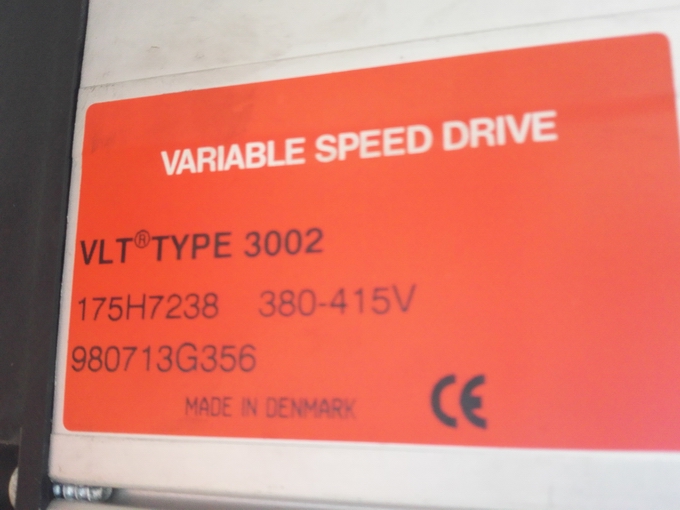 VARIABLE SPEED DRIVE
VLT® TYPE 3002
175H7238 380-415V
980713G356
MADE IN DENMARK CE